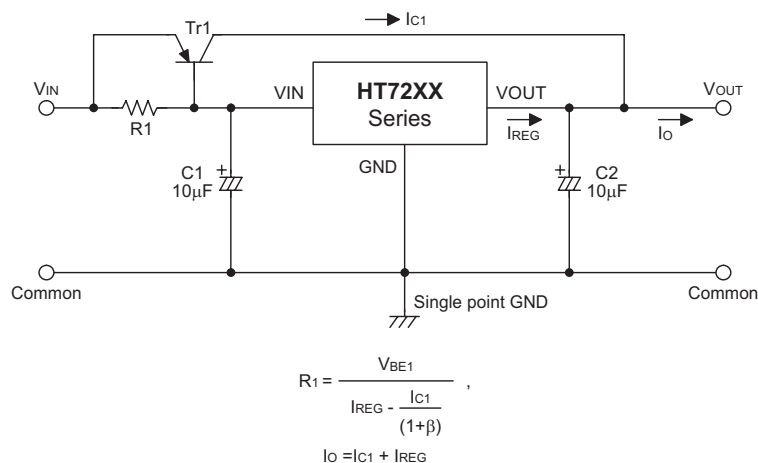 Tr1
IC1
VIN
R1
VIN
HT72XX
Series
VOUT
IREG
IO
VOUT
GND
C1
10μF
+
C2
10μF
+
Common
Single point GND
Common
R1 = VBE1 / (IREG - IC1 / (1+β)) ,
IO =IC1 + IREG